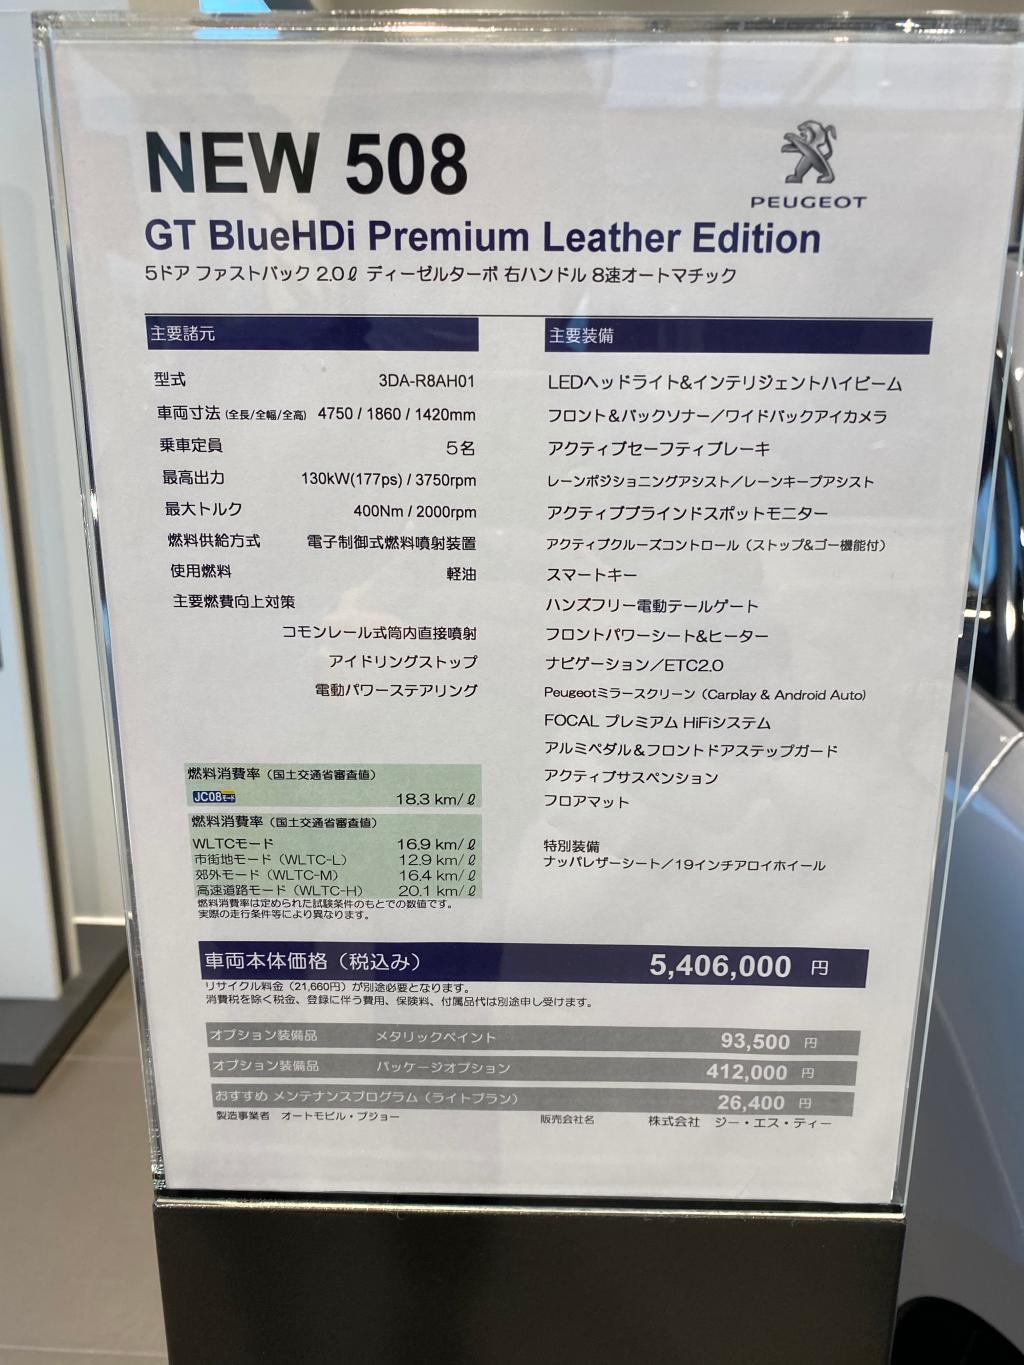 NEW 508
PEUGEOT
GT BlueHDi Premium Leather Edition
5ドア ファストバック 2.0ℓ ディーゼルターボ 右ハンドル 8速オートマチック
主要諸元
型式 3DA-R8AH01
車両寸法 (全長/全幅/全高) 4750 / 1860 / 1420mm
乗車定員 5名
最高出力 130kW(177ps) / 3750rpm
最大トルク 400Nm / 2000rpm
燃料供給方式 電子制御式燃料噴射装置
使用燃料 軽油
主要燃費向上対策
コモンレール式筒内直接噴射
アイドリングストップ
電動パワーステアリング
燃料消費率（国土交通省審査値）
JC08モード 18.3 km/ℓ
燃料消費率（国土交通省審査値）
WLTCモード 16.9 km/ℓ
市街地モード（WLTC-L） 12.9 km/ℓ
郊外モード（WLTC-M） 16.4 km/ℓ
高速道路モード（WLTC-H） 20.1 km/ℓ
燃料消費率は定められた試験条件のもとでの数値です。
実際の走行条件等により異なります。
主要装備
LEDヘッドライト&インテリジェントハイビーム
フロント＆バックソナー／ワイドバックアイカメラ
アクティブセーフティブレーキ
レーンポジショニングアシスト／レーンキープアシスト
アクティブブラインドスポットモニター
アクティブクルーズコントロール（ストップ&ゴー機能付）
スマートキー
ハンズフリー電動テールゲート
フロントパワーシート&ヒーター
ナビゲーション／ETC2.0
Peugeotミラースクリーン（Carplay & Android Auto)
FOCAL プレミアム HiFiシステム
アルミペダル＆フロントドアステップガード
アクティブサスペンション
フロアマット
特別装備
ナッパレザーシート／19インチアロイホイール
車両本体価格（税込み） 5,406,000 円
リサイクル料金（21,660円）が別途必要となります。
消費税を除く税金、登録に伴う費用、保険料、付属品代は別途申し受けます。
オプション装備品 メタリックペイント 93,500 円
オプション装備品 パッケージオプション 412,000 円
おすすめ メンテナンスプログラム（ライトプラン） 26,400 円
製造事業者 オートモビル・プジョー 販売会社名 株式会社 ジー・エス・ティー